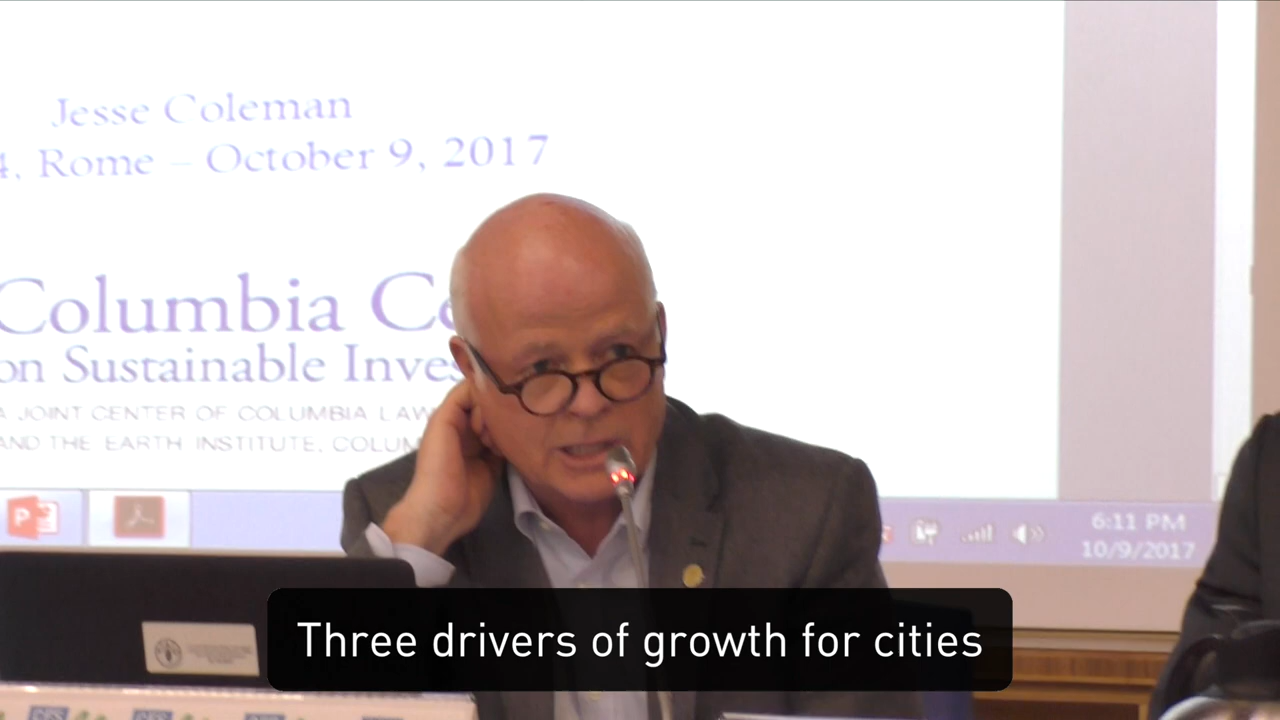 Jesse Coleman
4, Rome – October 9, 2017
Columbia Ce
on Sustainable Inves
A JOINT CENTER OF COLUMBIA LAW
AND THE EARTH INSTITUTE, COLUM
6:11 PM
10/9/2017
Three drivers of growth for cities